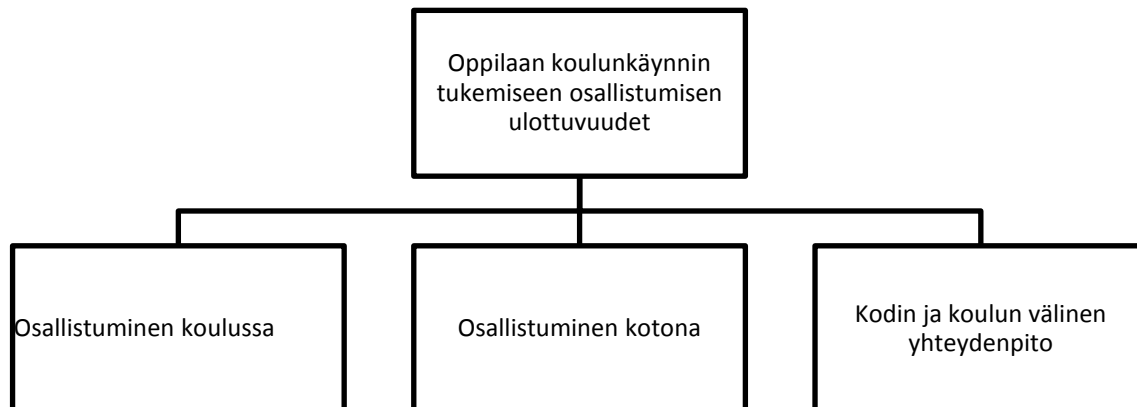 Oppilaan koulunkäynnin
tukemiseen osallistumisen
ulottuvuudet
Osallistuminen koulussa
Osallistuminen kotona
Kodin ja koulun välinen
yhteydenpito